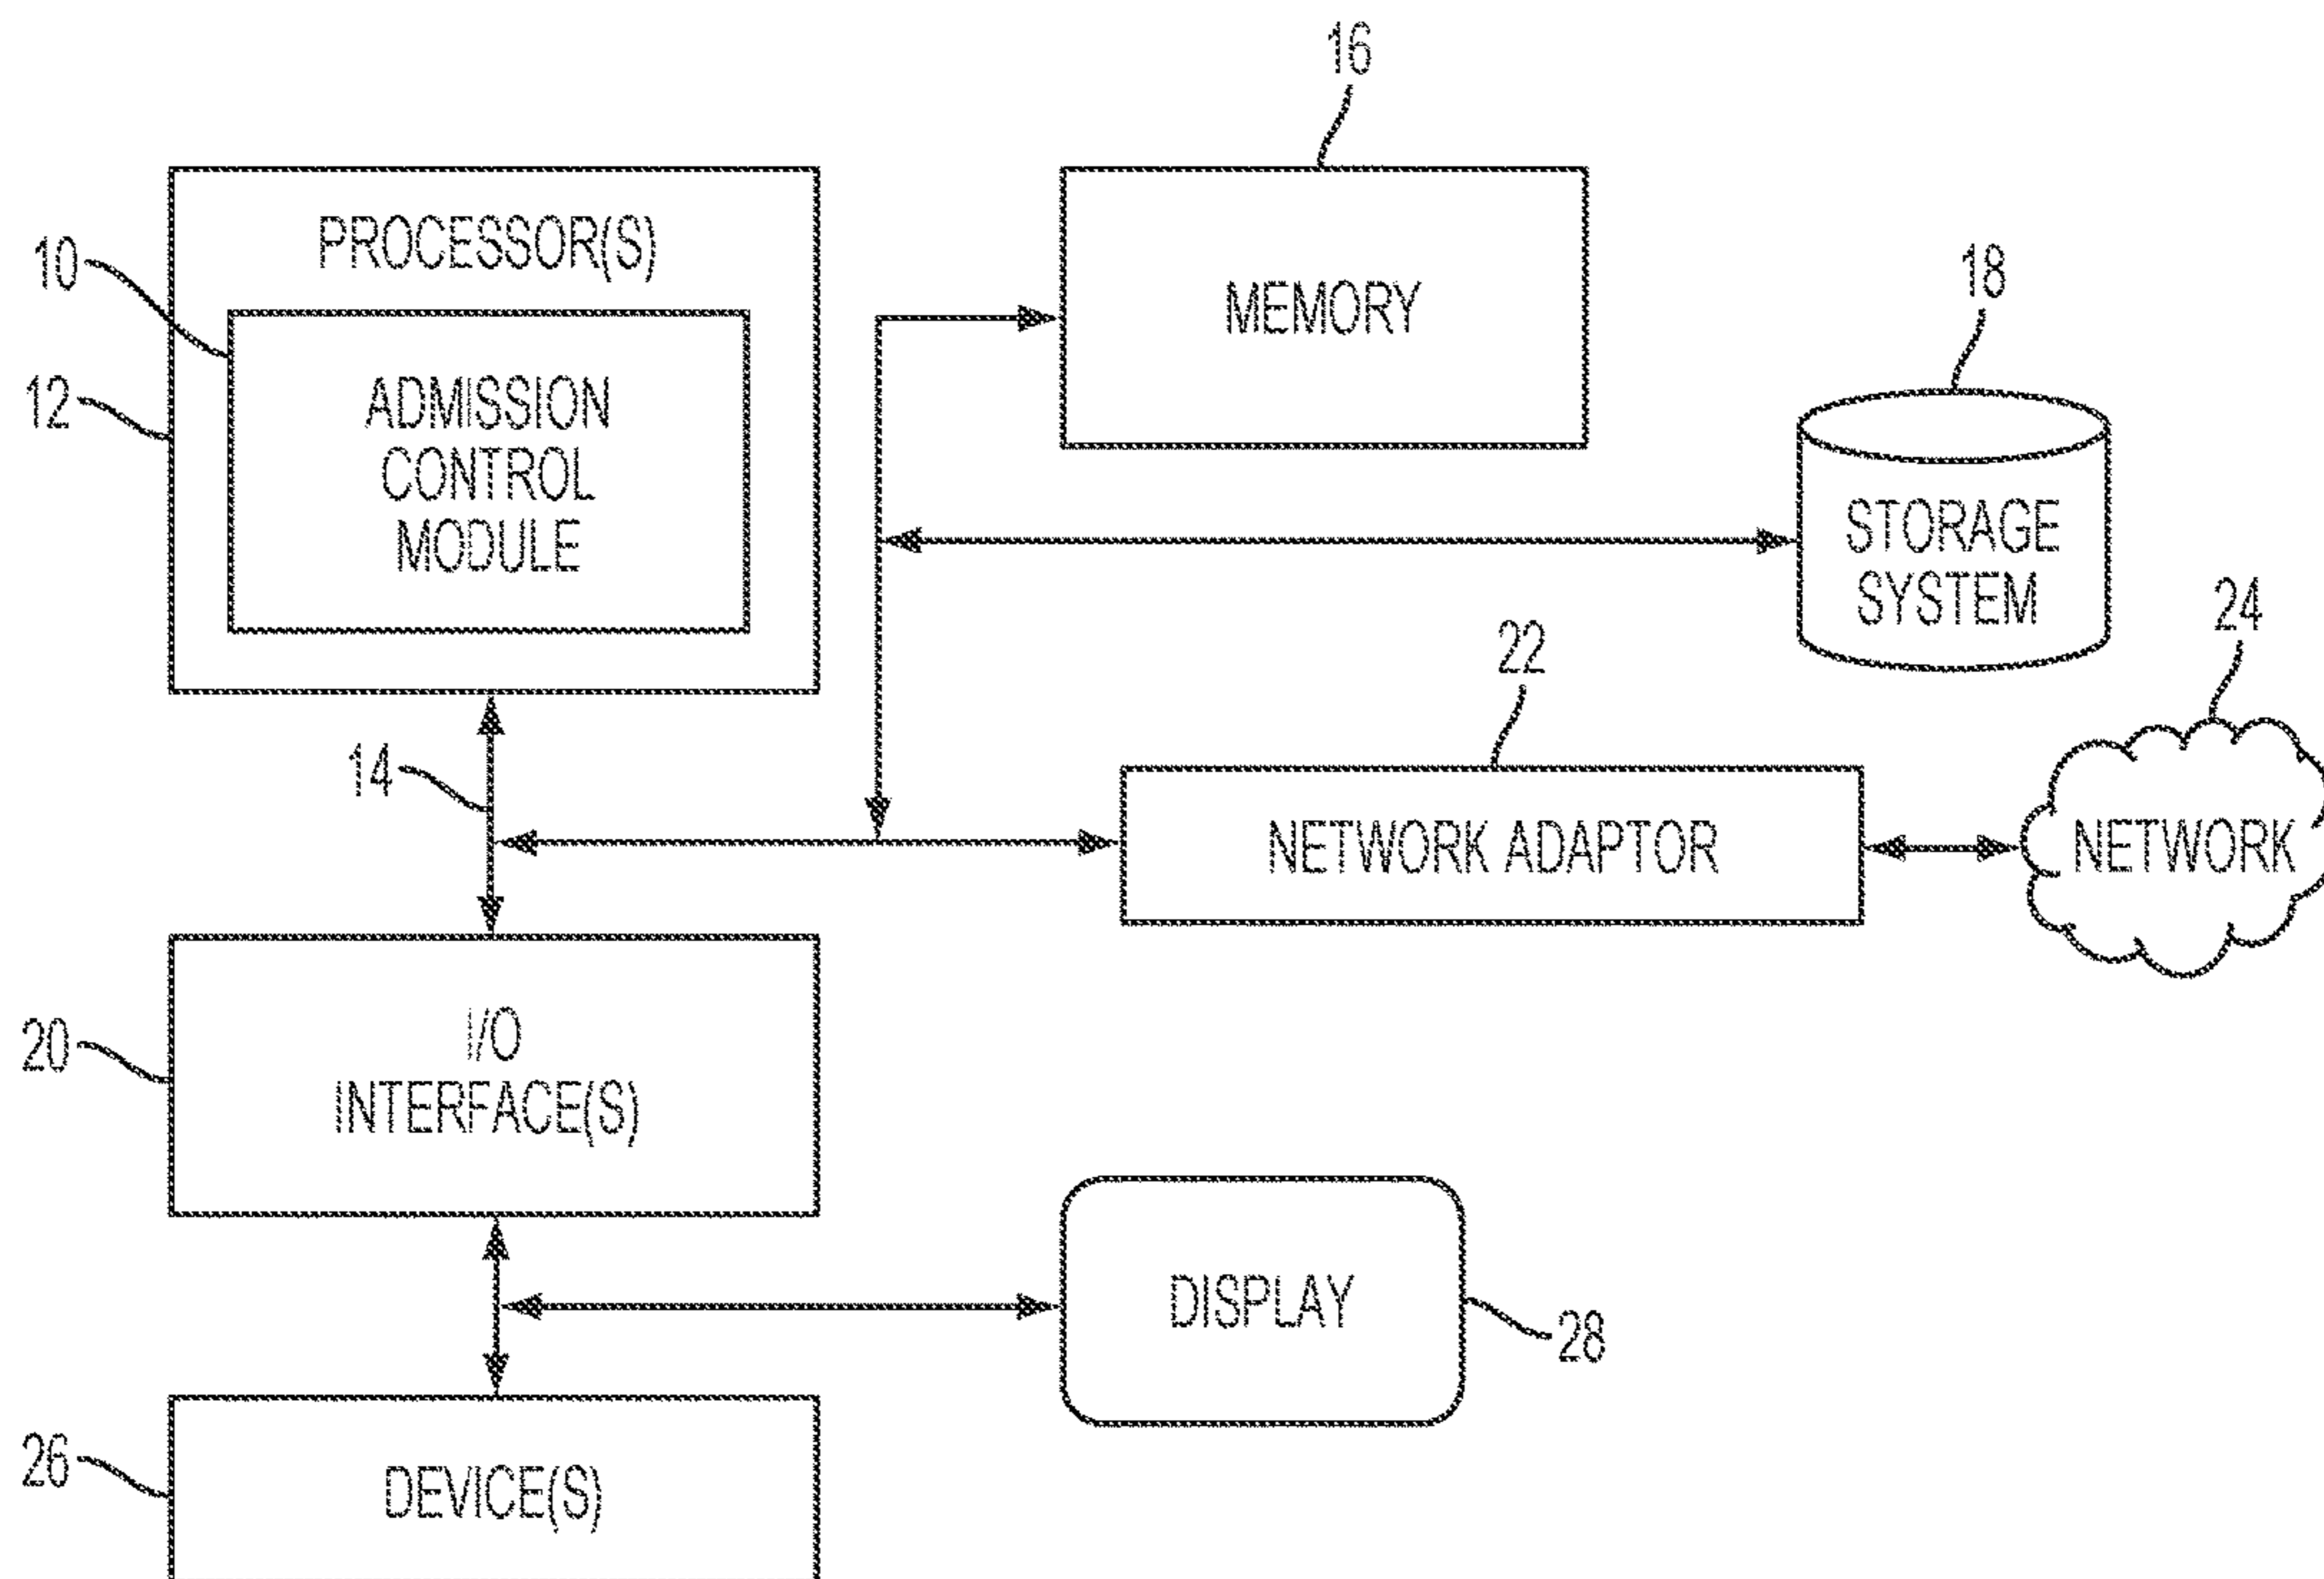 16
PROCESSOR(S)
10
MEMORY
18
12
ADMISSION
CONTROL
MODULE
STORAGE
SYSTEM
24
22
14
NETWORK ADAPTOR
NETWORK
I/O
20
INTERFACE(S)
DISPLAY
28
26
DEVICE(S)